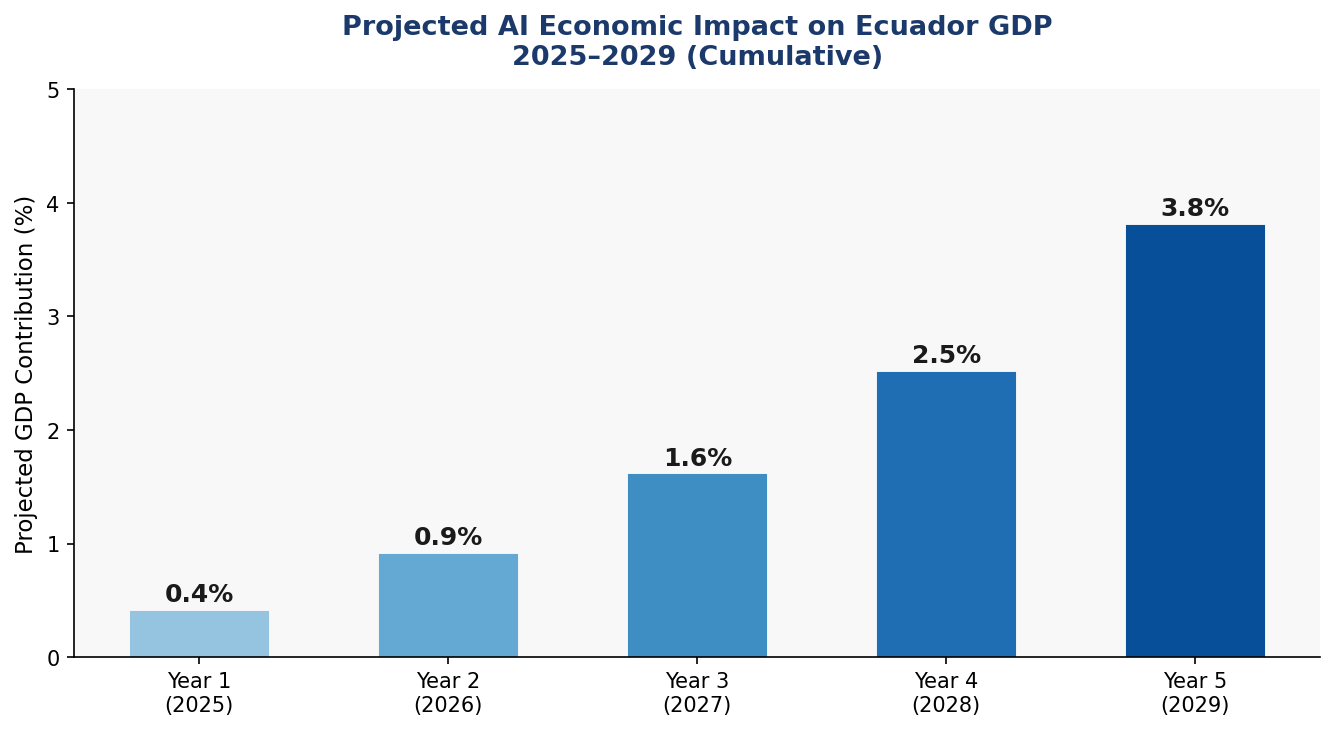 Projected AI Economic Impact on Ecuador GDP
2025–2029 (Cumulative)
Projected GDP Contribution (%)
5
4
3
2
1
0
0.4%
0.9%
1.6%
2.5%
3.8%
Year 1
(2025)
Year 2
(2026)
Year 3
(2027)
Year 4
(2028)
Year 5
(2029)